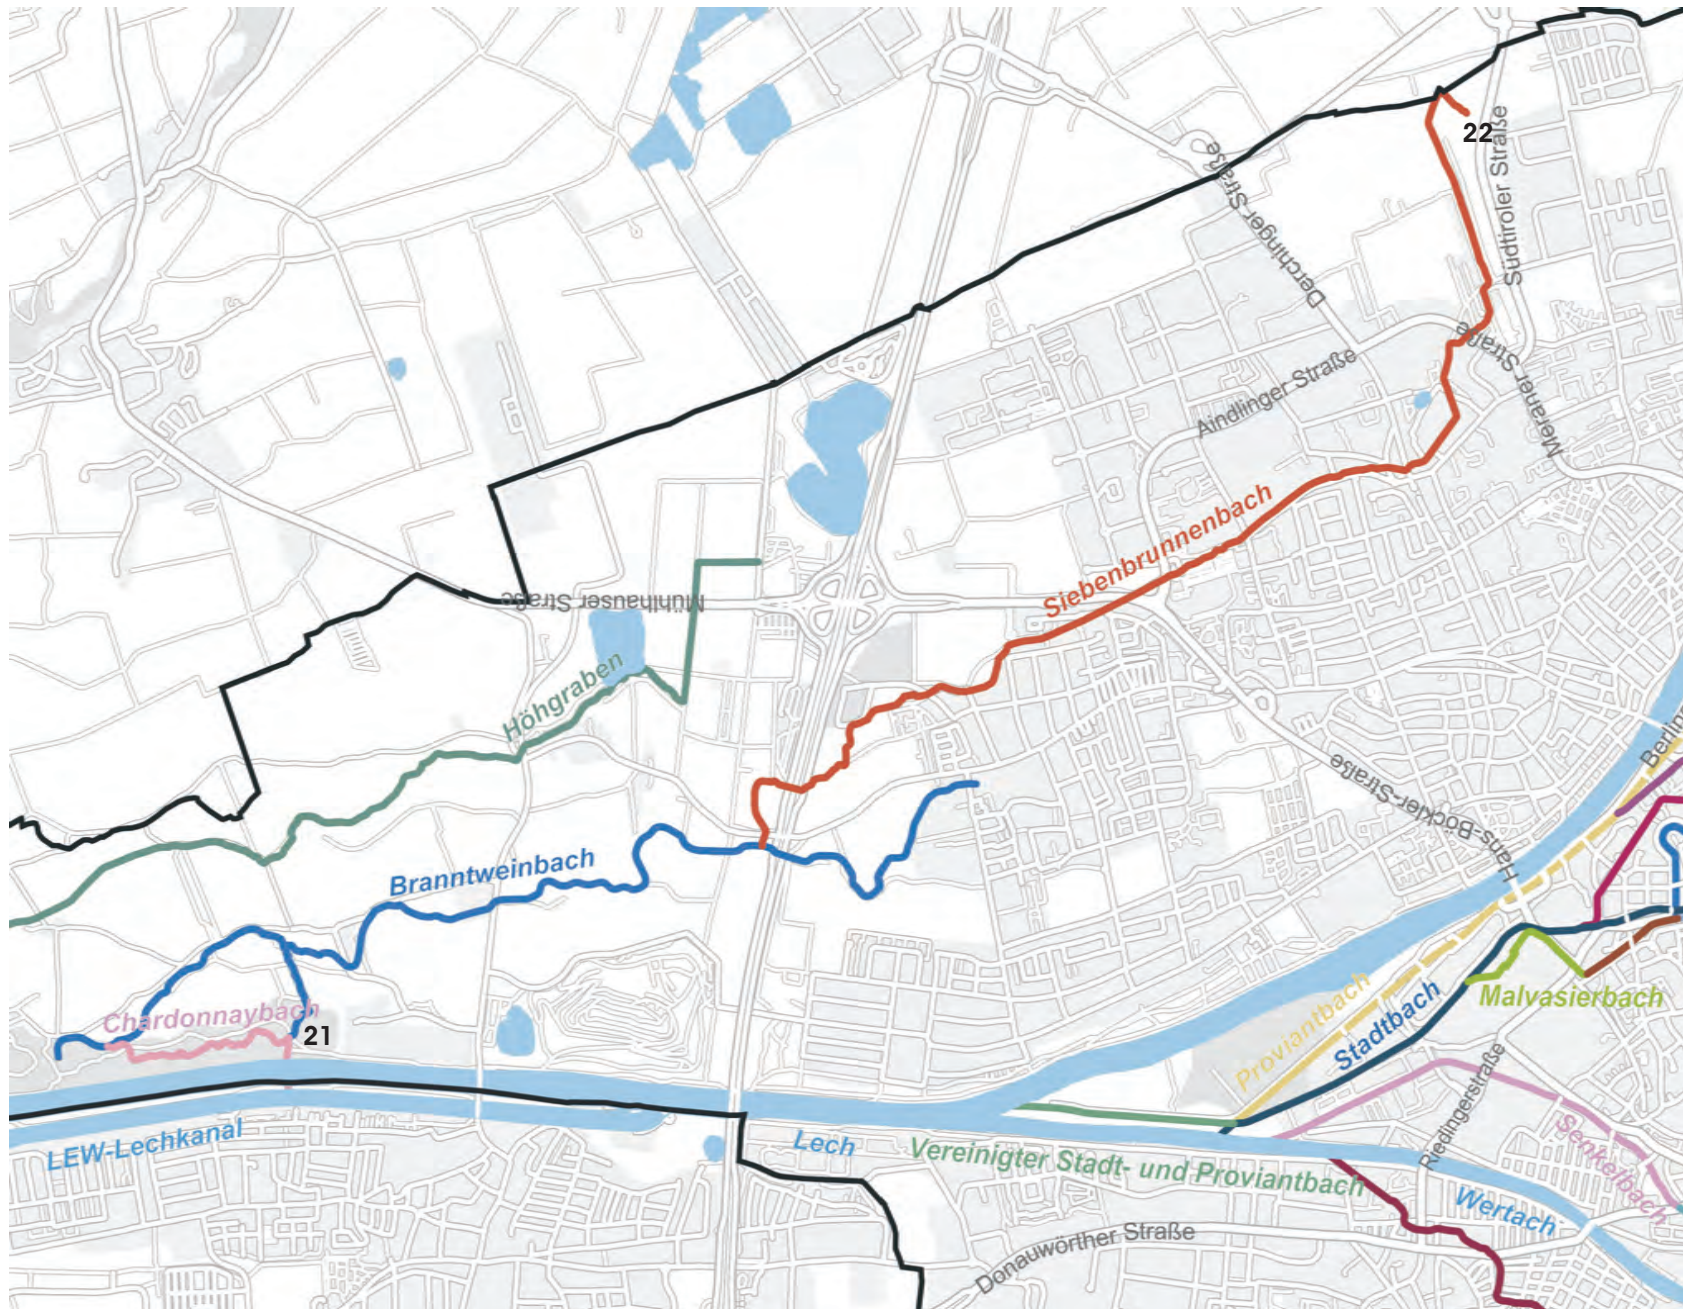 22
Südtiroler Straße
Derchinger Straße
Meraner Straße
Aindlinger Straße
Siebenbrunnenbach
Mühlhauser Straße
Höhgraben
Berlin
Hans-Böckler-Straße
Branntweinbach
Proviantbach
Stadtbach
Malvasierbach
Chardonnaybach
21
Riedingerstraße
LEW-Lechkanal
Lech
Vereinigter Stadt- und Proviantbach
Senkelbach
Wertach
Donauwörther Straße